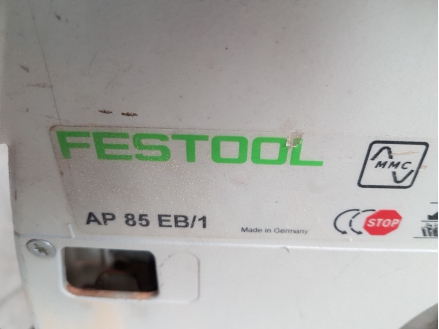 FESTOOL
MMC
AP 85 EB/1
Made in Germany
STOP